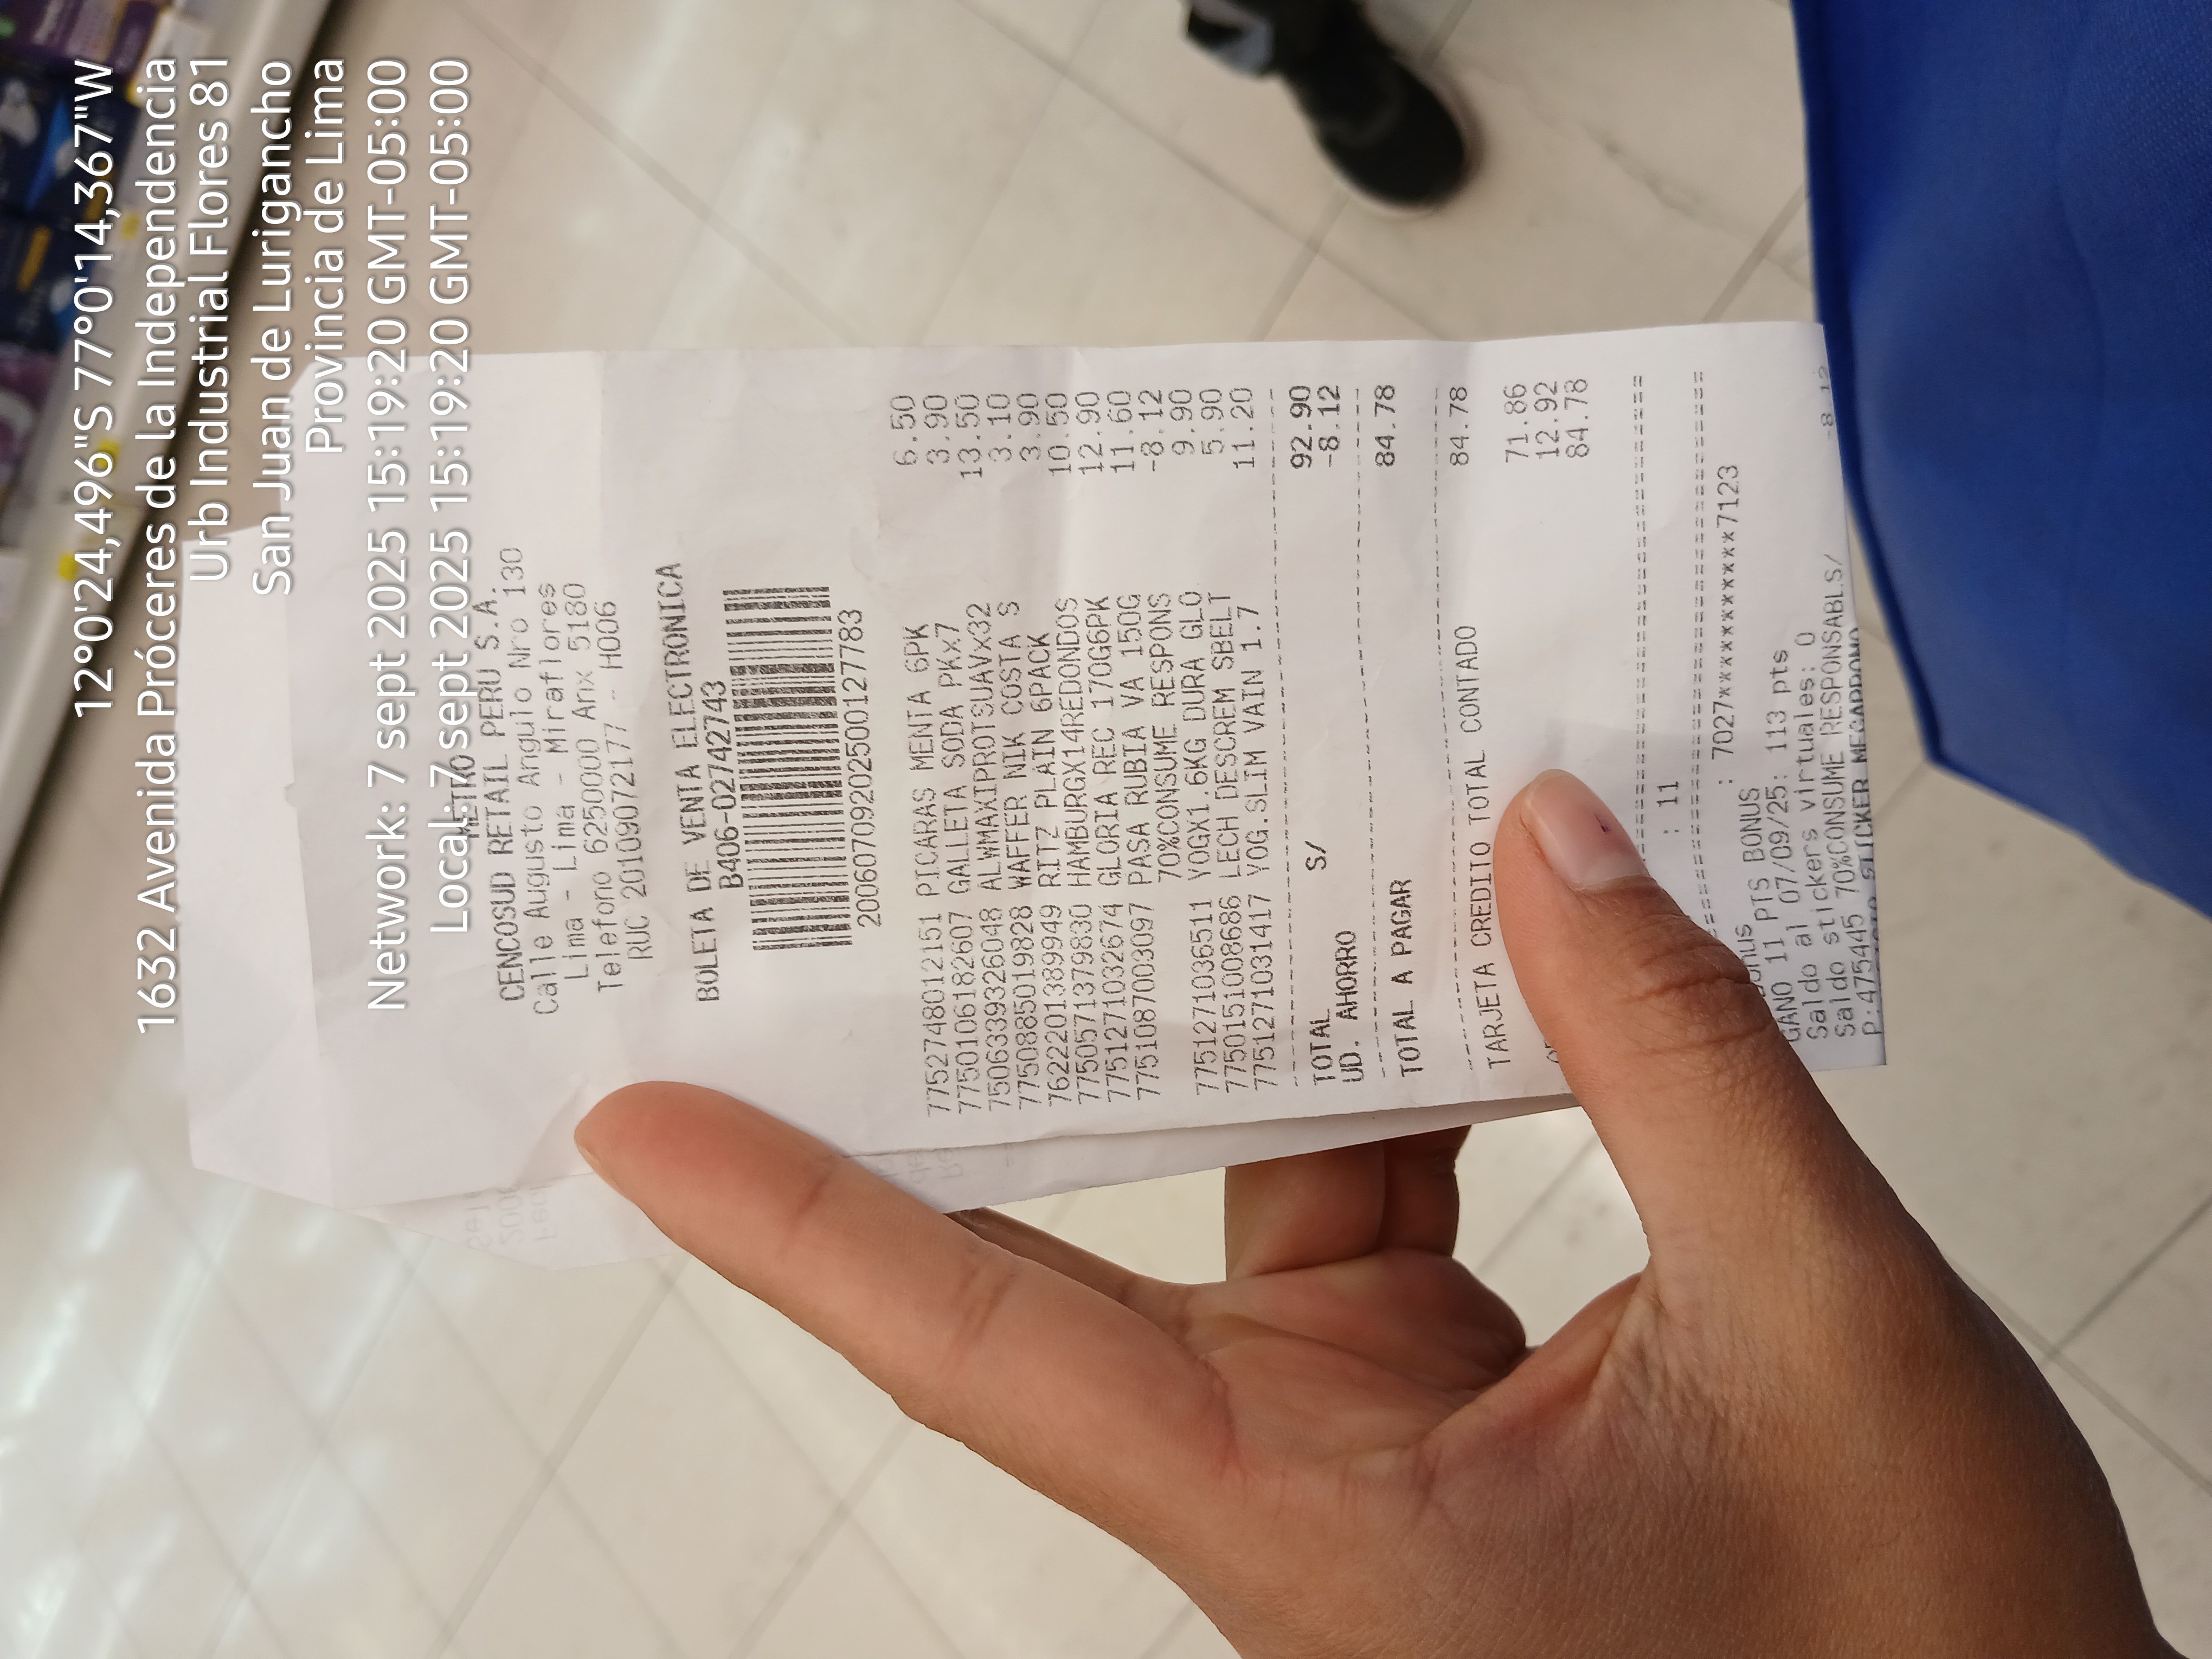 12°0'24,496"S 77°0'14,367"W
1632 Avenida Próceres de la Independencia
Urb Industrial Flores 81
San Juan de Lurigancho
Provincia de Lima
Network: 7 sept 2025 15:19:20 GMT-05:00
Local: 7 sept 2025 15:19:20 GMT-05:00
METRO
CENCOSUD RETAIL PERU S.A.
Calle Augusto Angulo Nro 130
Lima - Lima - Miraflores
Telefono 6250000 Anx 5180
RUC 20109072177 - H006
BOLETA DE VENTA ELECTRONICA
B406-02742743
20060709202500127783
7752748012151 PICARAS MENTA 6PK 6.50
7750106182607 GALLETA SODA PKx7 3.90
7506339326048 ALWMAXIPROTSUAVx32 13.50
7750885019828 WAFFER NIK COSTA S 3.10
7622201389949 RITZ PLAIN 6PACK 3.90
7750571379830 HAMBURGX14REDONDOS 10.50
7751271032674 GLORIA REC 170G6PK 12.90
7751087003097 PASA RUBIA VA 150G 11.60
70%CONSUME RESPONS -8.12
7751271036511 YOGX1.6KG DURA GLO 9.90
7750151008686 LECH DESCREM SBELT 5.90
7751271031417 YOG.SLIM VAIN 1.7 11.20
TOTAL S/ 92.90
UD. AHORRO -8.12
TOTAL A PAGAR 84.78
TARJETA CREDITO TOTAL CONTADO 84.78
71.86
12.92
84.78
: 11
: 7027***********7123
GANO 11 PTS BONUS
Saldo al 07/09/25: 113 pts
Saldo stickers virtuales: 0
P:475445 70%CONSUME RESPONSABLS/ -8.12
STICKER MEGAPROMO